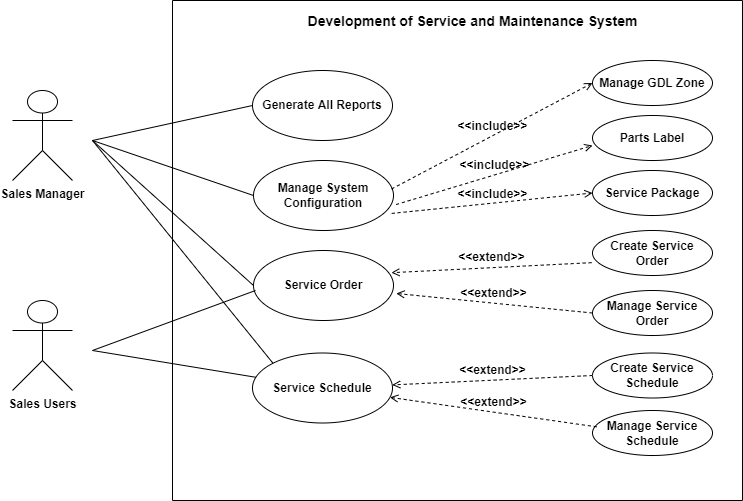 Development of Service and Maintenance System
Manage GDL Zone
Generate All Reports
<<include>>
Parts Label
<<include>>
Sales Manager
Manage System
Configuration
<<include>>
Service Package
Create Service
Order
<<extend>>
Service Order
<<extend>>
Manage Service
Order
Create Service
Schedule
<<extend>>
Service Schedule
<<extend>>
Sales Users
Manage Service
Schedule